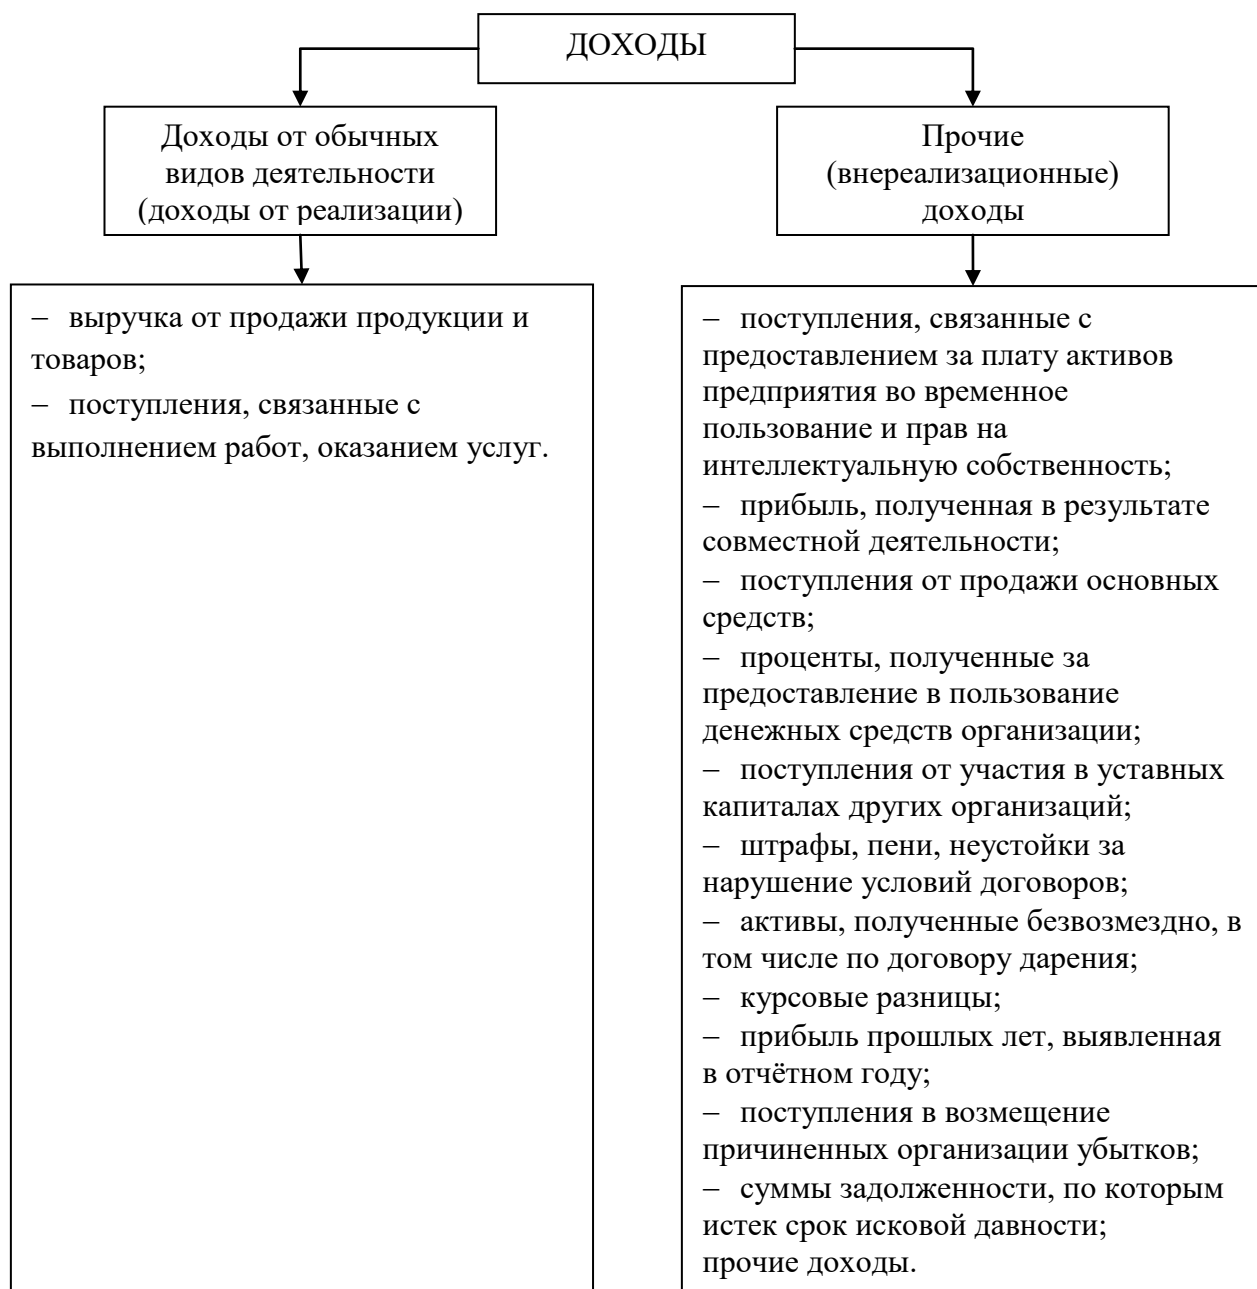 ДОХОДЫ
Доходы от обычных
видов деятельности
(доходы от реализации)
Прочие
(внереализационные)
доходы
– выручка от продажи продукции и
товаров;
– поступления, связанные с
выполнением работ, оказанием услуг.
– поступления, связанные с
предоставлением за плату активов
предприятия во временное
пользование и прав на
интеллектуальную собственность;
– прибыль, полученная в результате
совместной деятельности;
– поступления от продажи основных
средств;
– проценты, полученные за
предоставление в пользование
денежных средств организации;
– поступления от участия в уставных
капиталах других организаций;
– штрафы, пени, неустойки за
нарушение условий договоров;
– активы, полученные безвозмездно, в
том числе по договору дарения;
– курсовые разницы;
– прибыль прошлых лет, выявленная
в отчётном году;
– поступления в возмещение
причиненных организации убытков;
– суммы задолженности, по которым
истек срок исковой давности;
прочие доходы.